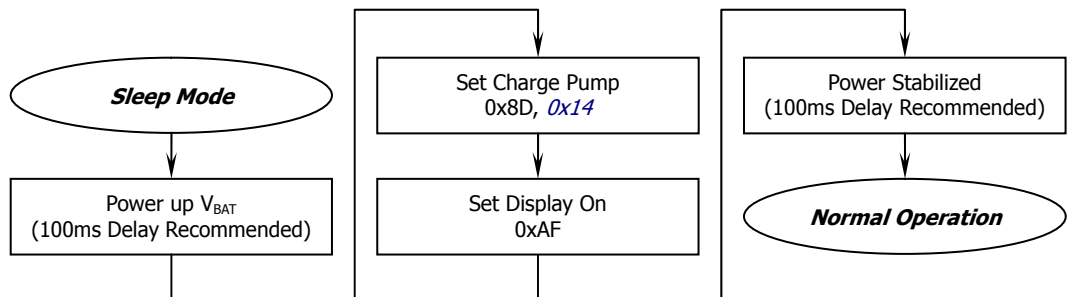 Sleep Mode
Power up VBAT
(100ms Delay Recommended)
Set Charge Pump
0x8D, 0x14
Set Display On
0xAF
Power Stabilized
(100ms Delay Recommended)
Normal Operation